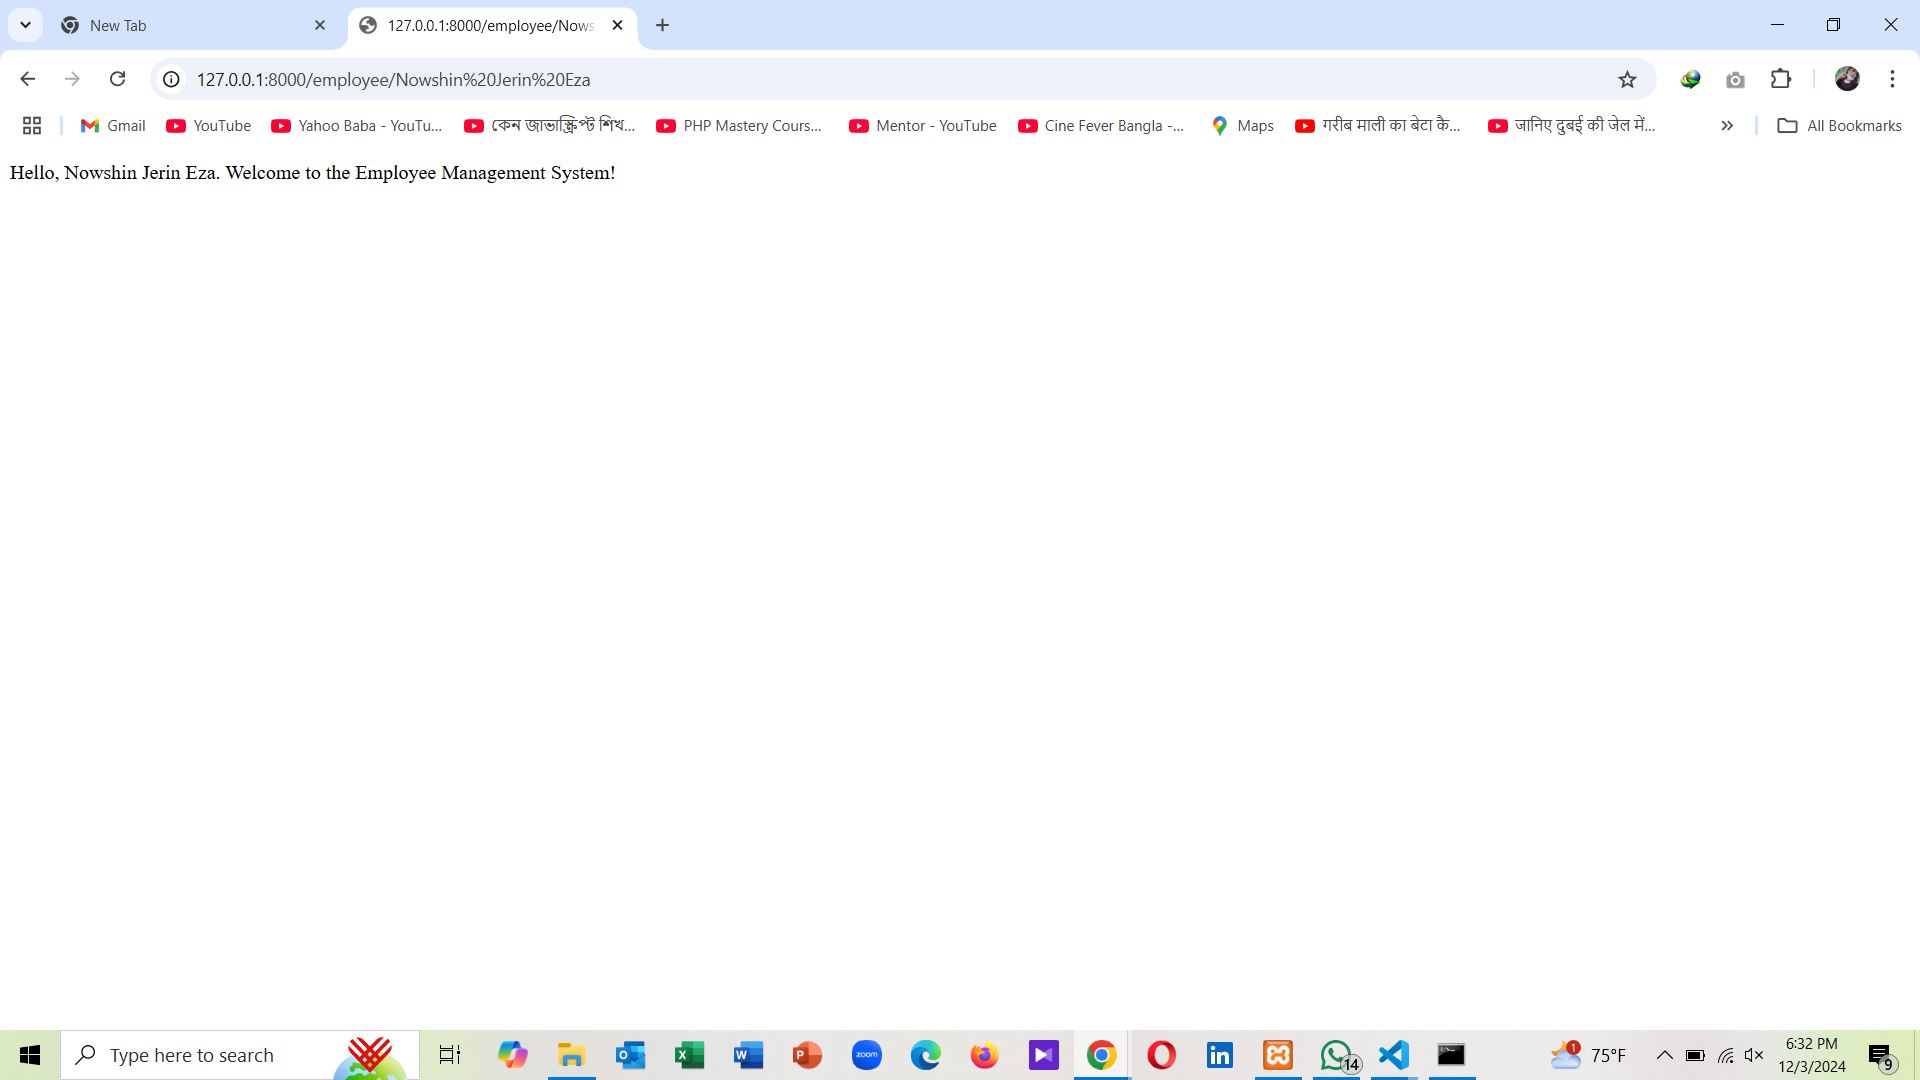 New Tab
127.0.0.1:8000/employee/Nows
127.0.0.1:8000/employee/Nowshin%20Jerin%20Eza
Gmail YouTube Yahoo Baba - YouTu... কেন জাভাস্ক্রিপ্ট শিখ... PHP Mastery Cours... Mentor - YouTube Cine Fever Bangla -... Maps गरीब माली का बेटा कै... जानिए दुबई की जेल में... All Bookmarks
Hello, Nowshin Jerin Eza. Welcome to the Employee Management System!
Type here to search
zoom
14
1
75°F
6:32 PM
12/3/2024
9